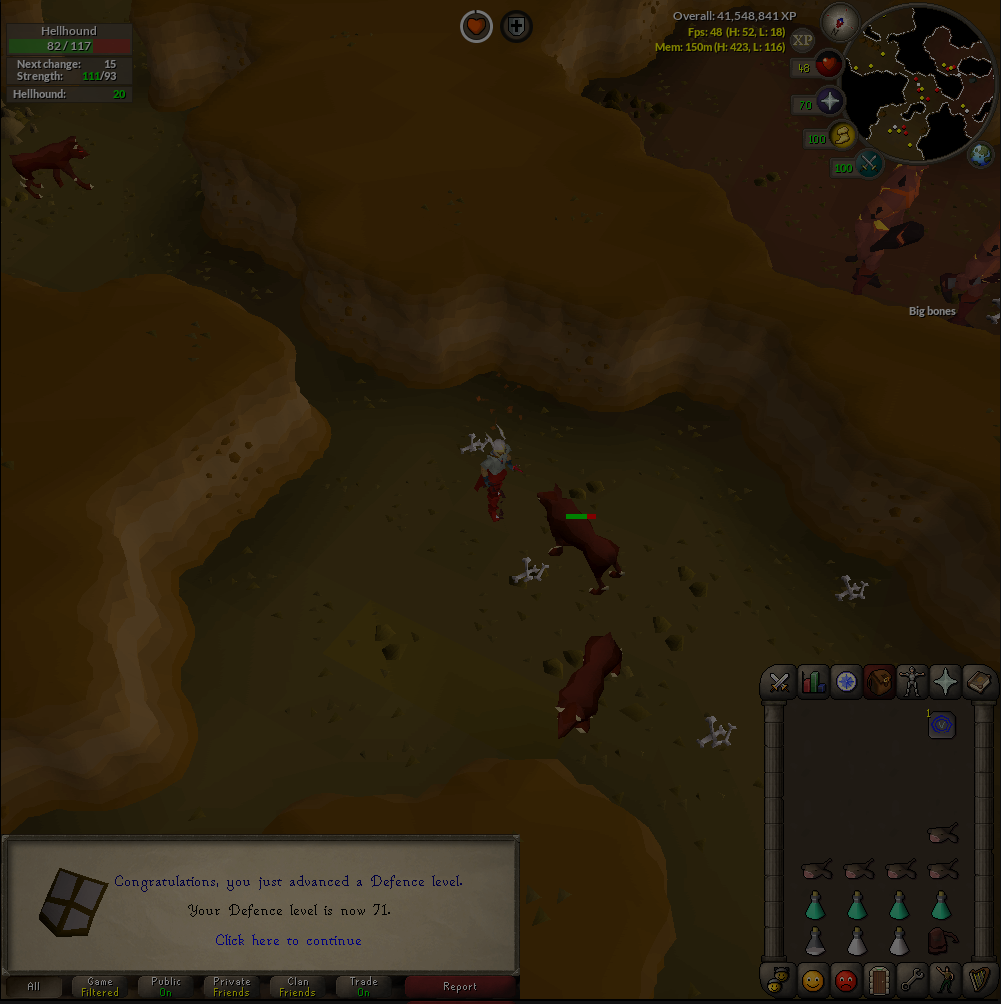 Hellhound
82 / 117
Next change: 15
Strength: 111/93
Hellhound: 20
Overall: 41,548,841 XP
Fps: 48 (H: 52, L: 18)
Mem: 150m (H: 423, L: 116)
XP
48
70
100
100
Big bones
1
Congratulations, you just advanced a Defence level.
Your Defence level is now 71.
Click here to continue
All
Game
Filtered
Public
On
Private
Friends
Clan
Friends
Trade
On
Report